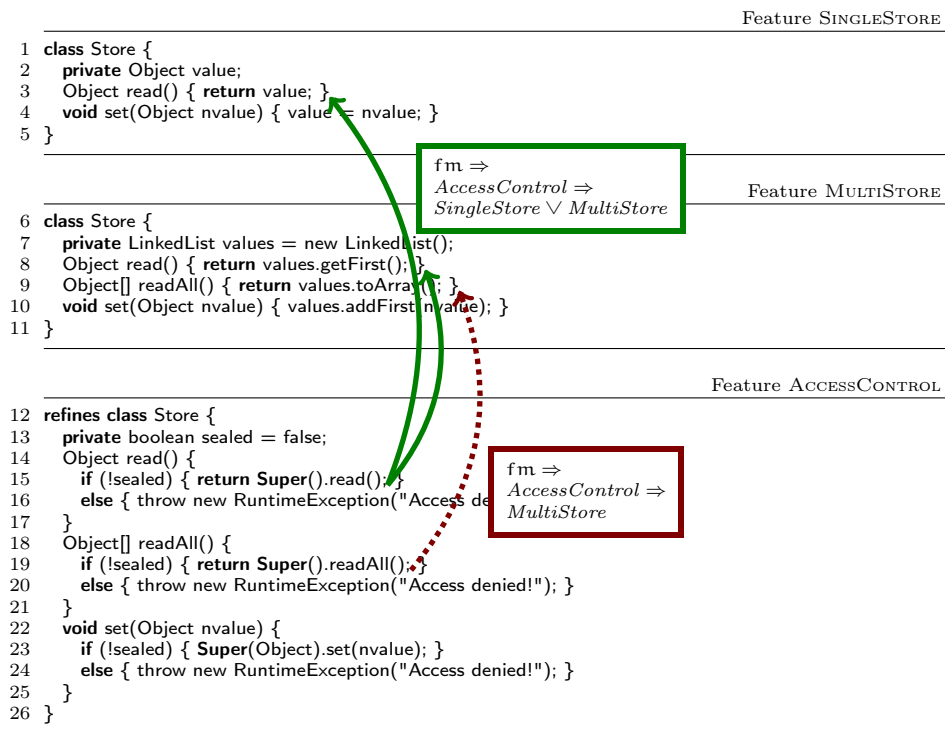 Feature SINGLESTORE
1 class Store {
2 private Object value;
3 Object read() { return value; }
4 void set(Object nvalue) { value = nvalue; }
5 }
fm ⇒
AccessControl ⇒
SingleStore ∨ MultiStore
Feature MULTISTORE
6 class Store {
7 private LinkedList values = new LinkedList();
8 Object read() { return values.getFirst(); }
9 Object[] readAll() { return values.toArray(); }
10 void set(Object nvalue) { values.addFirst(nvalue); }
11 }
Feature ACCESSCONTROL
12 refines class Store {
13 private boolean sealed = false;
14 Object read() {
15 if (!sealed) { return Super().read(); }
16 else { throw new RuntimeException("Access de
fm ⇒
AccessControl ⇒
MultiStore
17 }
18 Object[] readAll() {
19 if (!sealed) { return Super().readAll(); }
20 else { throw new RuntimeException("Access denied!"); }
21 }
22 void set(Object nvalue) {
23 if (!sealed) { Super(Object).set(nvalue); }
24 else { throw new RuntimeException("Access denied!"); }
25 }
26 }